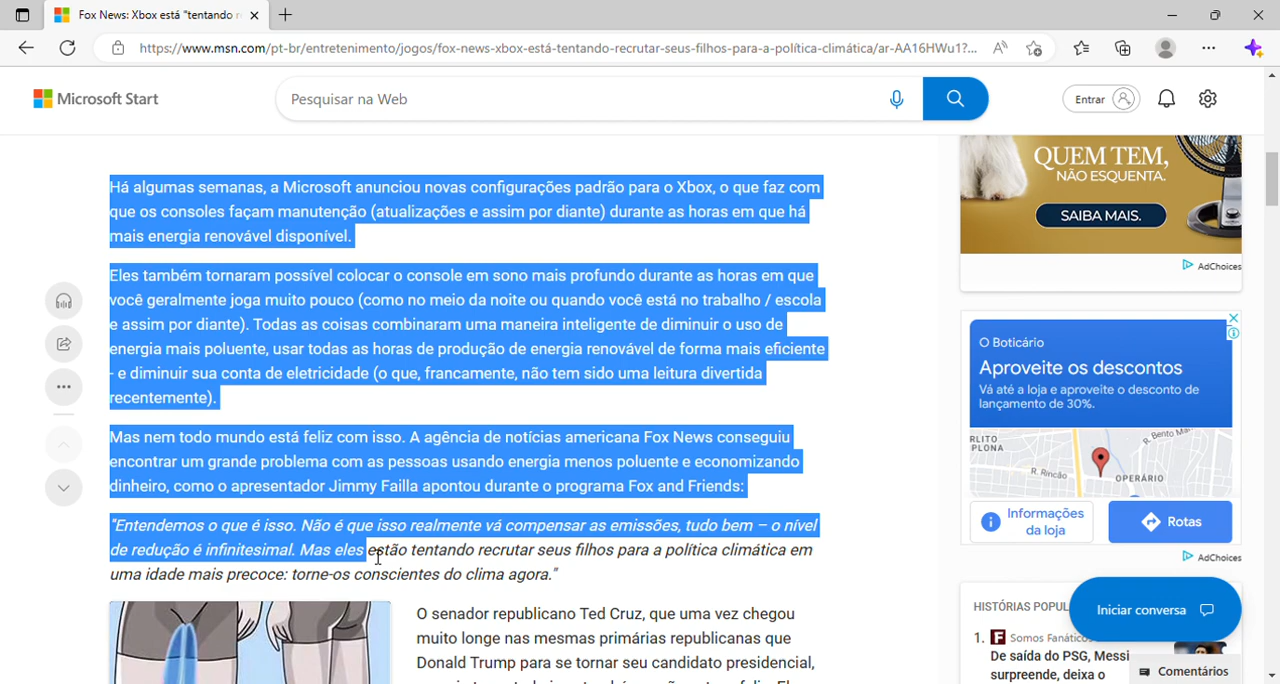 Fox News: Xbox está "tentando r
https://www.msn.com/pt-br/entretenimento/jogos/fox-news-xbox-está-tentando-recrutar-seus-filhos-para-a-política-climática/ar-AA16HWu1?...
Microsoft Start
Pesquisar na Web
Entrar
Há algumas semanas, a Microsoft anunciou novas configurações padrão para o Xbox, o que faz com
que os consoles façam manutenção (atualizações e assim por diante) durante as horas em que há
mais energia renovável disponível.
Eles também tornaram possível colocar o console em sono mais profundo durante as horas em que
você geralmente joga muito pouco (como no meio da noite ou quando você está no trabalho / escola
e assim por diante). Todas as coisas combinaram uma maneira inteligente de diminuir o uso de
energia mais poluente, usar todas as horas de produção de energia renovável de forma mais eficiente
- e diminuir sua conta de eletricidade (o que, francamente, não tem sido uma leitura divertida
recentemente).
Mas nem todo mundo está feliz com isso. A agência de notícias americana Fox News conseguiu
encontrar um grande problema com as pessoas usando energia menos poluente e economizando
dinheiro, como o apresentador Jimmy Failla apontou durante o programa Fox and Friends:
"Entendemos o que é isso. Não é que isso realmente vá compensar as emissões, tudo bem – o nível
de redução é infinitesimal. Mas eles estão tentando recrutar seus filhos para a política climática em
uma idade mais precoce: torne-os conscientes do clima agora."
O senador republicano Ted Cruz, que uma vez chegou
muito longe nas mesmas primárias republicanas que
Donald Trump para se tornar seu candidato presidencial,
QUEM TEM,
NÃO ESQUENTA.
SAIBA MAIS.
AdChoices
O Boticário
Aproveite os descontos
Vá até a loja e aproveite o desconto de
lançamento de 30%.
RLITO
PLONA
R. Bento M
R. Rincão
OPERÁRIO
Informações
da loja
Rotas
AdChoices
HISTÓRIAS POPUL
Iniciar conversa
1. Somos Fanátic
De saída do PSG, Messi
surpreende, deixa o
Comentários